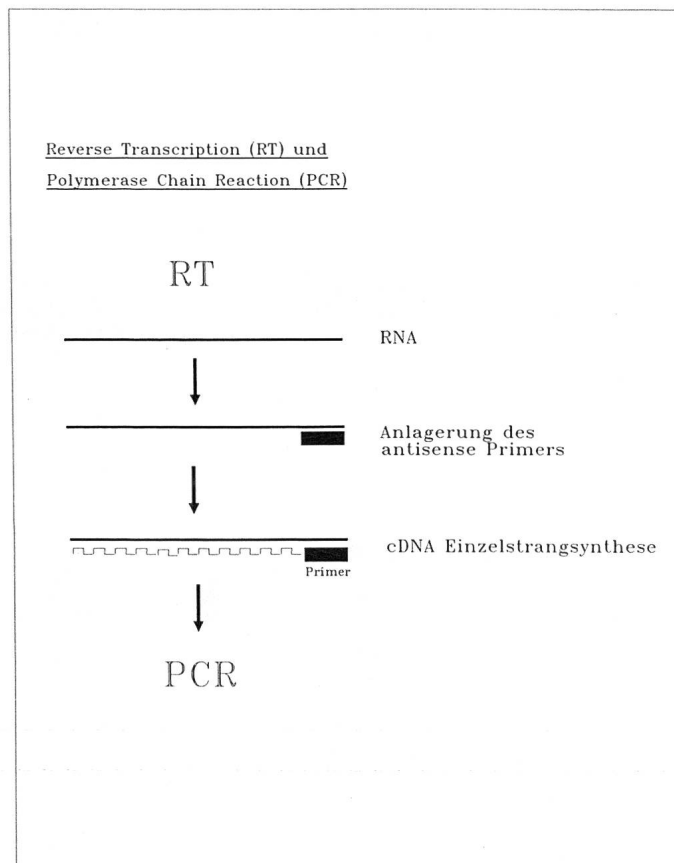 Reverse Transcription (RT) und
Polymerase Chain Reaction (PCR)
RT
RNA
Anlagerung des
antisense Primers
cDNA Einzelstrangsynthese
Primer
PCR